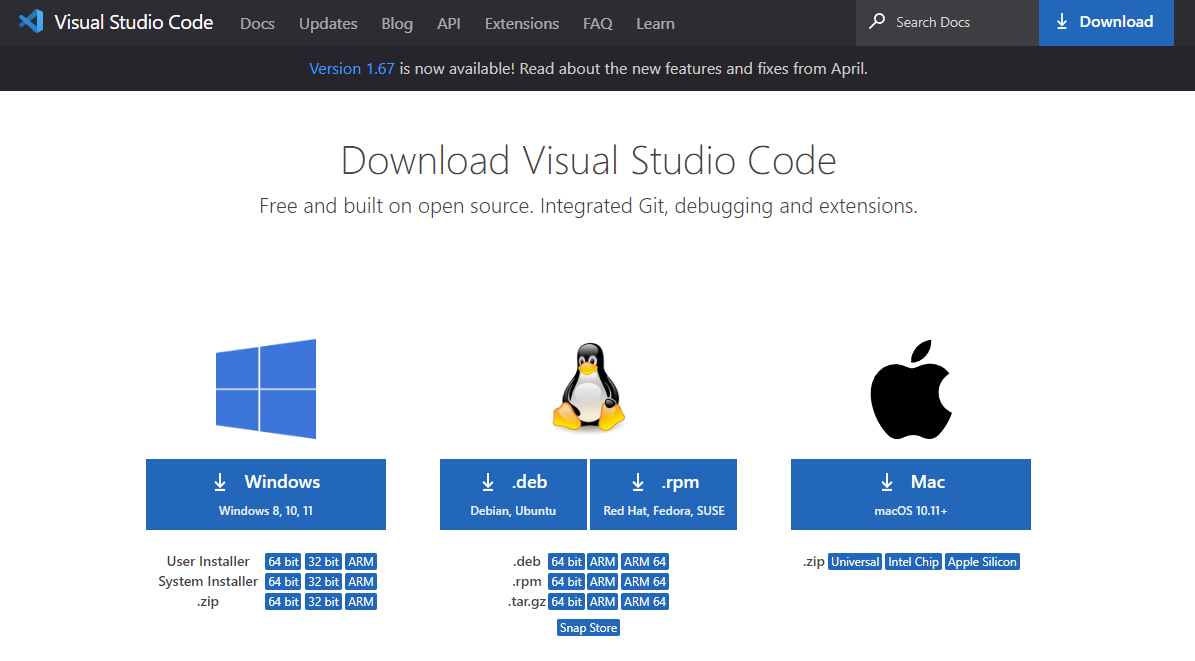 Visual Studio Code Docs Updates Blog API Extensions FAQ Learn Search Docs Download
Version 1.67 is now available! Read about the new features and fixes from April.
Download Visual Studio Code
Free and built on open source. Integrated Git, debugging and extensions.
Windows
Windows 8, 10, 11
User Installer 64 bit 32 bit ARM
System Installer 64 bit 32 bit ARM
.zip 64 bit 32 bit ARM
.deb
Debian, Ubuntu
.rpm
Red Hat, Fedora, SUSE
.deb 64 bit ARM ARM 64
.rpm 64 bit ARM ARM 64
.tar.gz 64 bit ARM ARM 64
Snap Store
Mac
macOS 10.11+
.zip Universal Intel Chip Apple Silicon